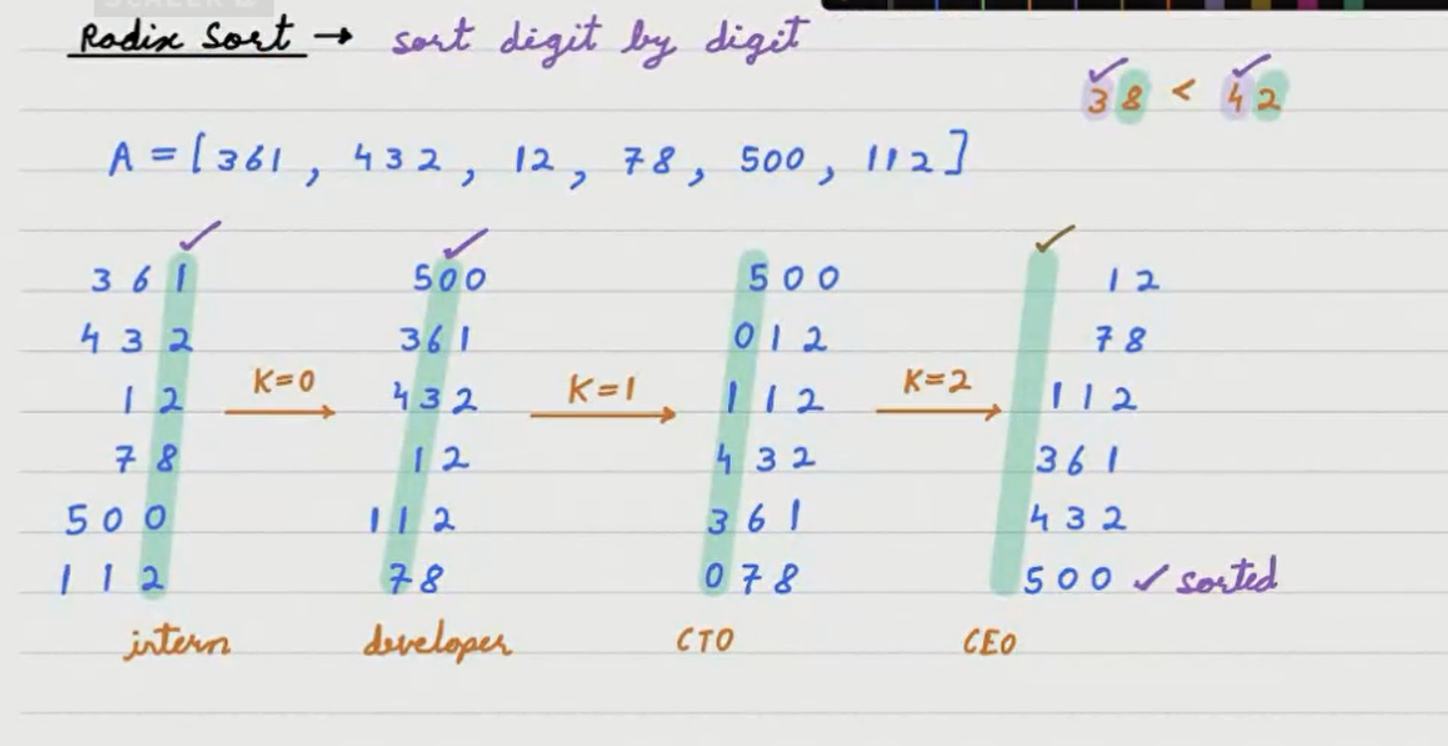 SCALER
Radix Sort → sort digit by digit
38 < 42
A = [361, 432, 12, 78, 500, 112]
361 500 500 12
432 361 012 78
12 K=0 432 K=1 112 K=2 112
78 12 432 361
500 112 361 432
112 78 078 500 ✓ sorted
intern developer CTO CEO